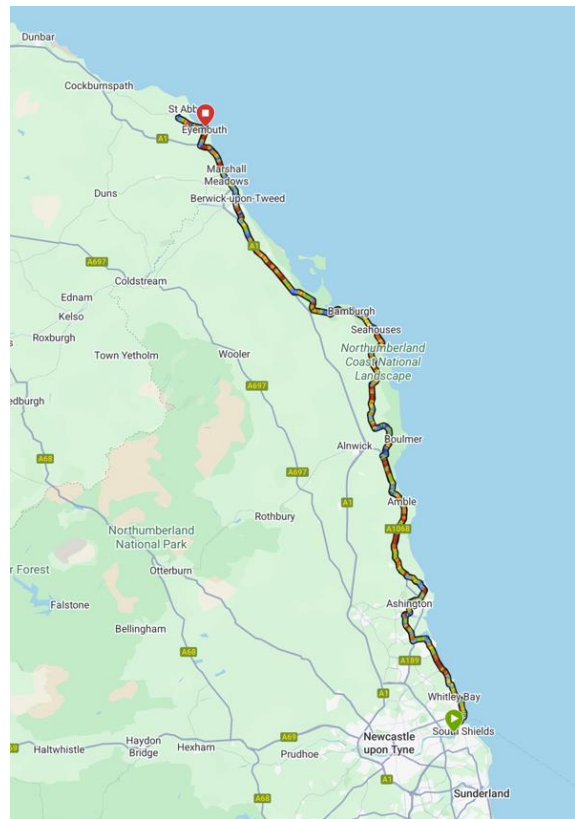 Dunbar
Cockburnspath
St Abb
Eyemouth
A1
Marshall
Meadows
Duns
Berwick-upon-Tweed
A1
A697
Coldstream
Ednam
Kelso
Bamburgh
Seahouses
Roxburgh
Town Yetholm
Wooler
Northumberland
Coast National
Landscape
A697
edburgh
Boulmer
Alnwick
A68
A697
A1
Amble
Rothbury
A1068
Northumberland
National Park
Otterburn
r Forest
Falstone
Ashington
Bellingham
A68
A189
A1
Whitley Bay
South Shields
Newcastle
upon Tyne
A69
Haydon
Bridge
Haltwhistle
Hexham
Prudhoe
69
A1
Sunderland
A68